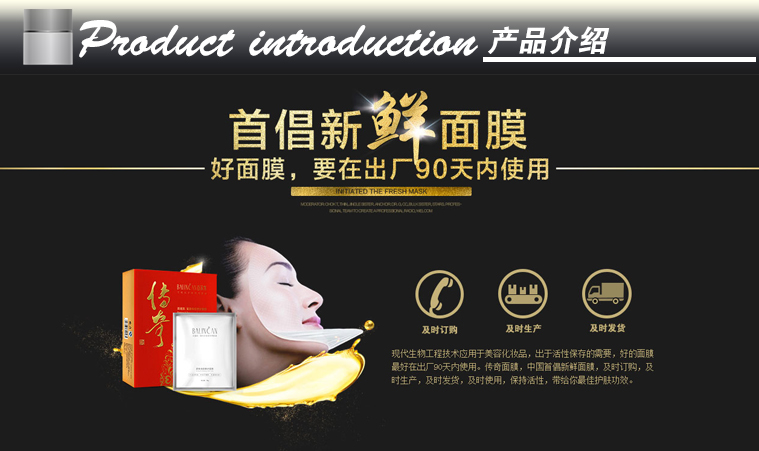 Product introduction 产品介绍
首倡新鲜面膜
好面膜，要在出厂90天内使用
INITIATED THE FRESH MASK
传奇
及时订购
及时生产
及时发货
现代生物工程技术应用于美容化妆品，出于活性保存的需要，好的面膜
最好在出厂90天内使用。传奇面膜，中国首倡新鲜面膜，及时订购，及
时生产，及时发货，及时使用，保持活性，带给你最佳护肤功效。